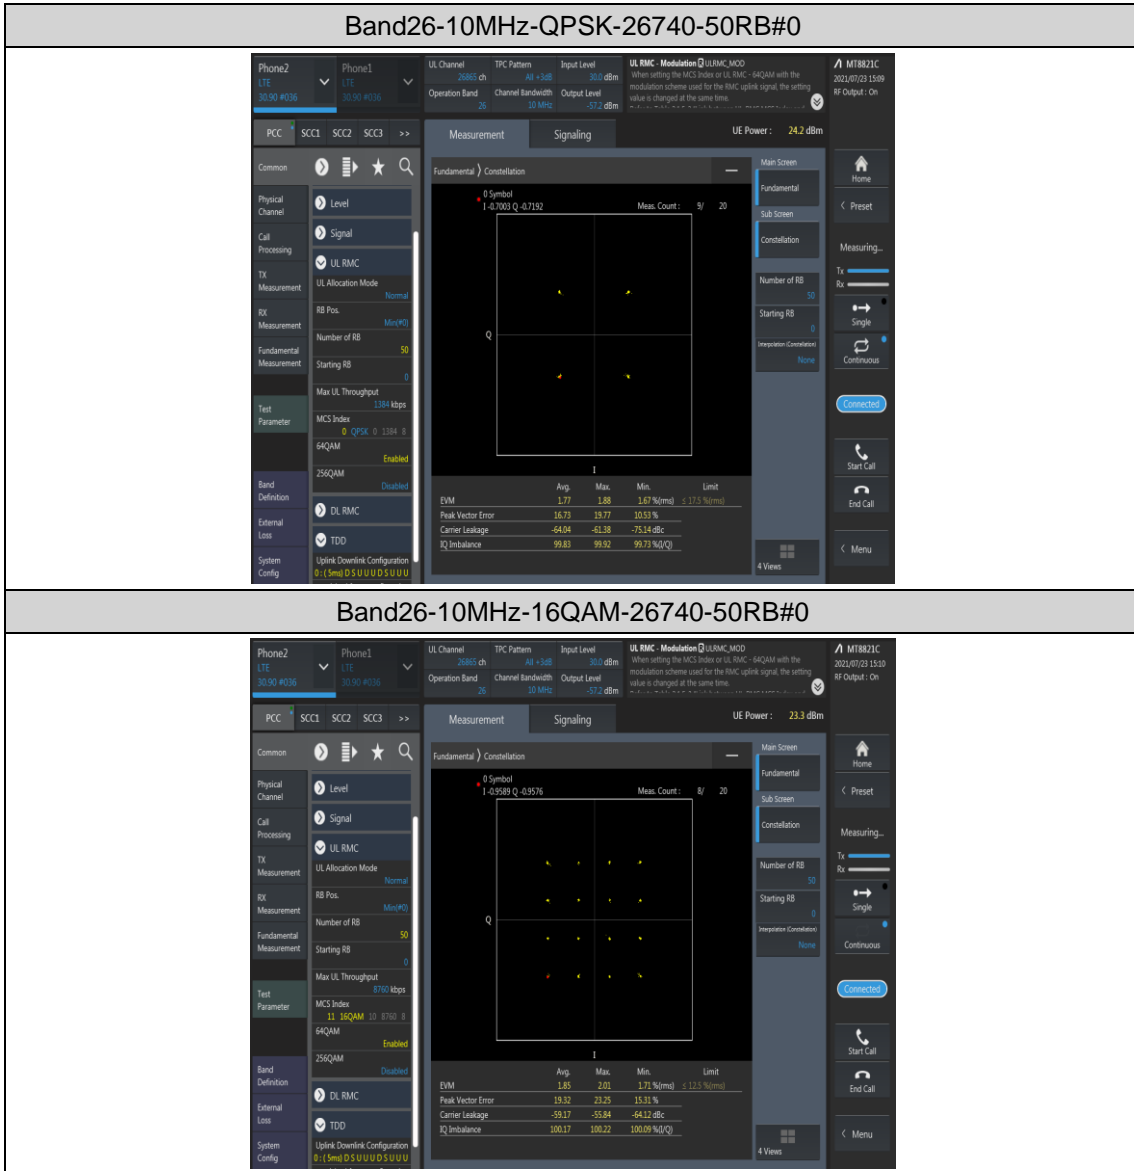 Band26-10MHz-QPSK-26740-50RB#0
Phone2
LTE
30.90 #036
Phone1
LTE
30.90 #036
UL Channel
26865 ch
Operation Band
26
TPC Pattern
All +3dB
Channel Bandwidth
10 MHz
Input Level
30.0 dBm
Output Level
-57.2 dBm
UL RMC - Modulation ULRMC_MOD
When setting the MCS Index or UL RMC - 64QAM with the
modulation scheme used for the RMC uplink signal, the setting
value is changed at the same time.
MT8821C
2021/07/23 15:09
RF Output : On
PCC SCC1 SCC2 SCC3 >>
Measurement
Signaling
UE Power : 24.2 dBm
Common
Physical
Channel
Call
Processing
TX
Measurement
RX
Measurement
Fundamental
Measurement
Test
Parameter
Band
Definition
External
Loss
System
Config
Level
Signal
UL RMC
UL Allocation Mode
Normal
RB Pos.
Min(#0)
Number of RB
50
Starting RB
0
Max UL Throughput
1384 kbps
MCS Index
0 QPSK 0 1384 8
64QAM
Enabled
256QAM
Disabled
DL RMC
TDD
Uplink Downlink Configuration
0 : ( 5ms) D S U U U D S U U U
Fundamental Constellation
0 Symbol
I -0.7003 Q -0.7192
Meas. Count : 9/ 20
Q
I
Avg. Max. Min. Limit
EVM 1.77 1.88 1.67 %(rms) ≤ 17.5 %(rms)
Peak Vector Error 16.73 19.77 10.53 %
Carrier Leakage -64.04 -61.38 -75.14 dBc
IQ Imbalance 99.83 99.92 99.73 %(I/Q)
Main Screen
Fundamental
Sub Screen
Constellation
Number of RB
50
Starting RB
0
Interpolation (Constellation)
None
4 Views
Home
< Preset
Measuring...
Tx
Rx
Single
Continuous
Connected
Start Call
End Call
< Menu
Band26-10MHz-16QAM-26740-50RB#0
Phone2
LTE
30.90 #036
Phone1
LTE
30.90 #036
UL Channel
26865 ch
Operation Band
26
TPC Pattern
All +3dB
Channel Bandwidth
10 MHz
Input Level
30.0 dBm
Output Level
-57.2 dBm
UL RMC - Modulation ULRMC_MOD
When setting the MCS Index or UL RMC - 64QAM with the
modulation scheme used for the RMC uplink signal, the setting
value is changed at the same time.
MT8821C
2021/07/23 15:10
RF Output : On
PCC SCC1 SCC2 SCC3 >>
Measurement
Signaling
UE Power : 23.3 dBm
Common
Physical
Channel
Call
Processing
TX
Measurement
RX
Measurement
Fundamental
Measurement
Test
Parameter
Band
Definition
External
Loss
System
Config
Level
Signal
UL RMC
UL Allocation Mode
Normal
RB Pos.
Min(#0)
Number of RB
50
Starting RB
0
Max UL Throughput
8760 kbps
MCS Index
11 16QAM 10 8760 8
64QAM
Enabled
256QAM
Disabled
DL RMC
TDD
Uplink Downlink Configuration
0 : ( 5ms) D S U U U D S U U U
Fundamental Constellation
0 Symbol
I -0.9589 Q -0.9576
Meas. Count : 8/ 20
Q
I
Avg. Max. Min. Limit
EVM 1.85 2.01 1.71 %(rms) ≤ 12.5 %(rms)
Peak Vector Error 19.32 23.25 15.31 %
Carrier Leakage -59.17 -55.84 -64.12 dBc
IQ Imbalance 100.17 100.22 100.09 %(I/Q)
Main Screen
Fundamental
Sub Screen
Constellation
Number of RB
50
Starting RB
0
Interpolation (Constellation)
None
4 Views
Home
< Preset
Measuring...
Tx
Rx
Single
Continuous
Connected
Start Call
End Call
< Menu